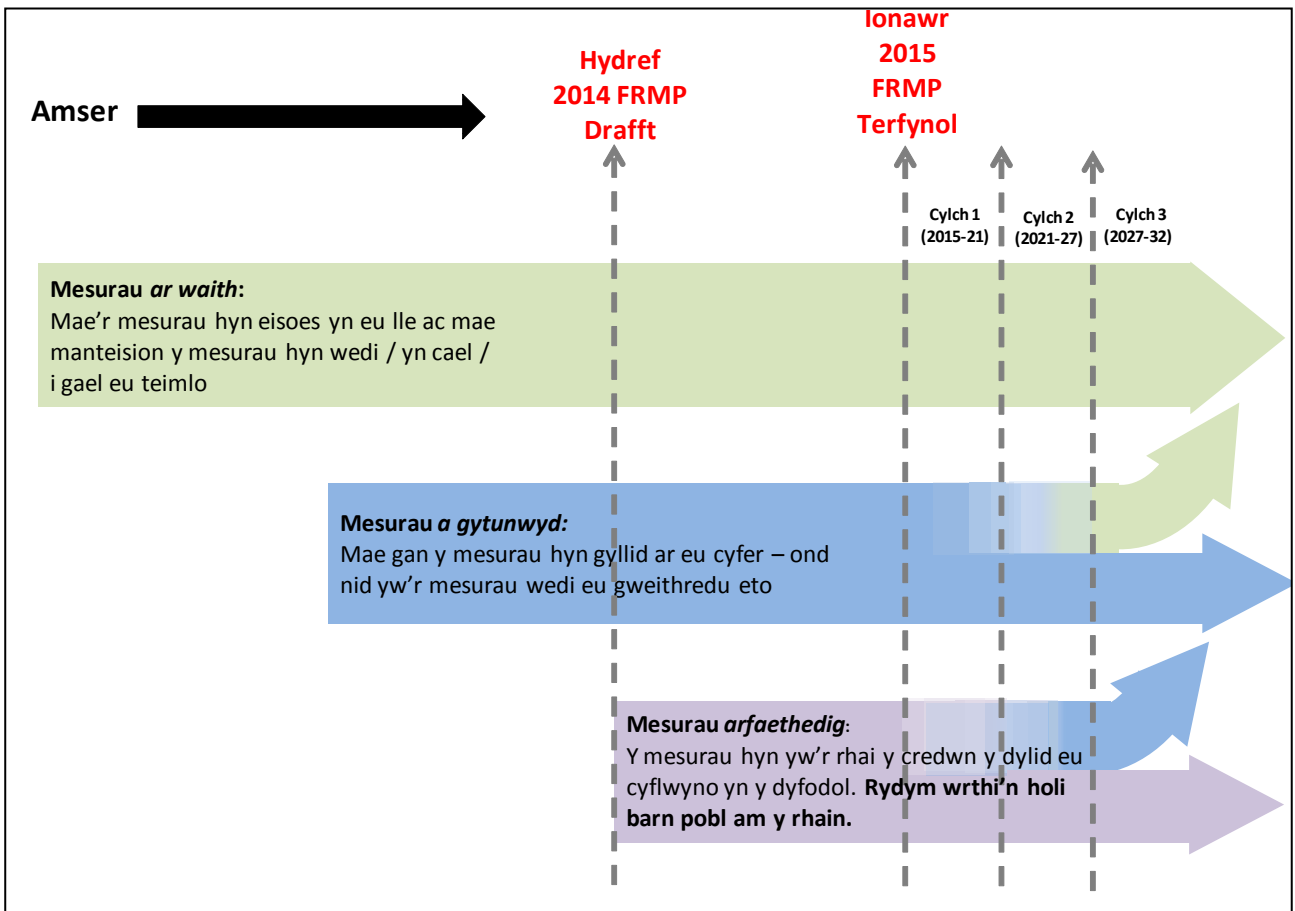 Amser
Hydref
2014 FRMP
Drafft
Ionawr
2015
FRMP
Terfynol
Cylch 1
(2015-21)
Cylch 2
(2021-27)
Cylch 3
(2027-32)
Mesurau ar waith:
Mae'r mesurau hyn eisoes yn eu lle ac mae
manteision y mesurau hyn wedi / yn cael /
i gael eu teimlo
Mesurau a gytunwyd:
Mae gan y mesurau hyn gyllid ar eu cyfer – ond
nid yw'r mesurau wedi eu gweithredu eto
Mesurau arfaethedig:
Y mesurau hyn yw'r rhai y credwn y dylid eu
cyflwyno yn y dyfodol. Rydym wrthi'n holi
barn pobl am y rhain.